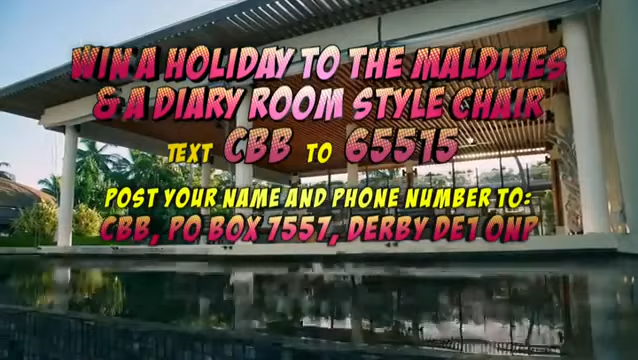 WIN A HOLIDAY TO THE MALDIVES
& A DIARY ROOM STYLE CHAIR
TEXT CBB TO 65515
POST YOUR NAME AND PHONE NUMBER TO:
CBB, PO BOX 7557, DERBY DE1 0NP